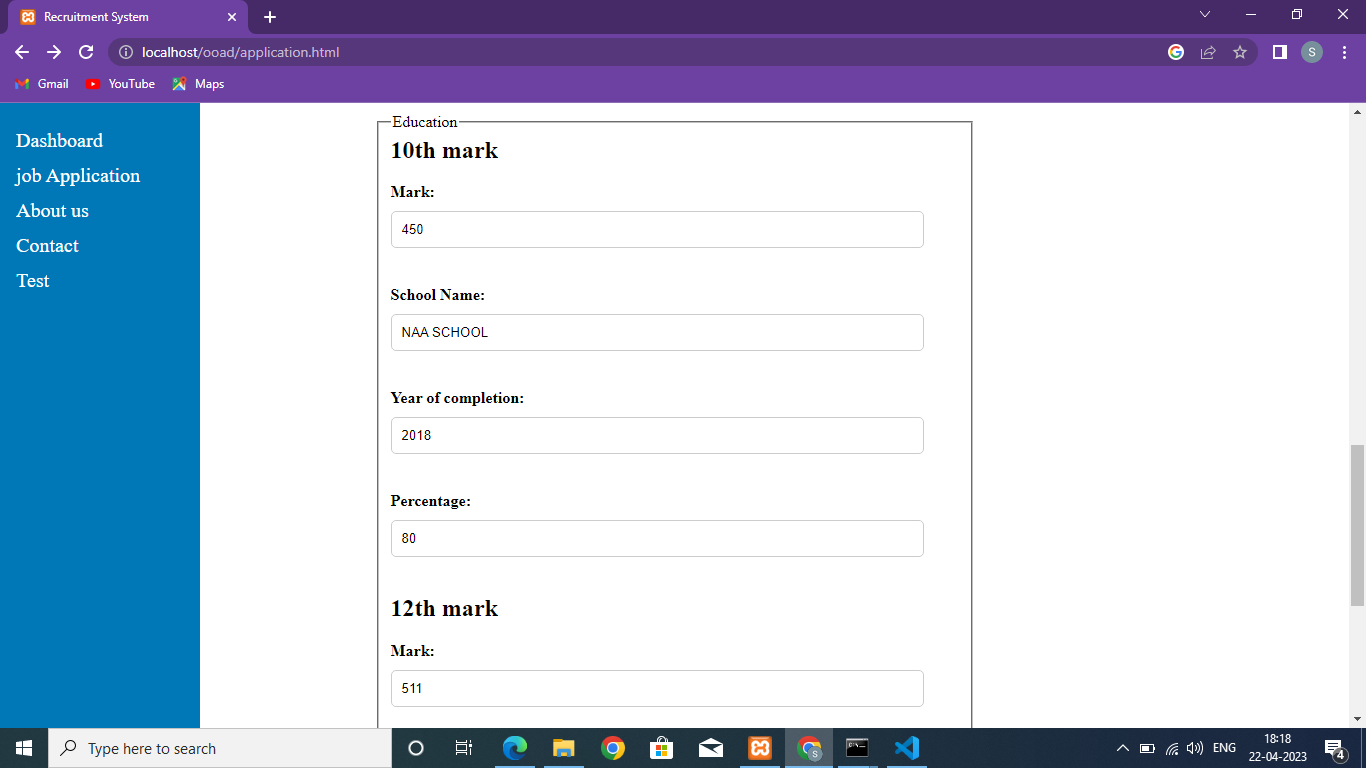 Recruitment System
localhost/ooad/application.html
S
Gmail
YouTube
Maps
Dashboard
job Application
About us
Contact
Test
Education
10th mark
Mark:
450
School Name:
NAA SCHOOL
Year of completion:
2018
Percentage:
80
12th mark
Mark:
511
Type here to search
S
ENG
18:18
22-04-2023
4